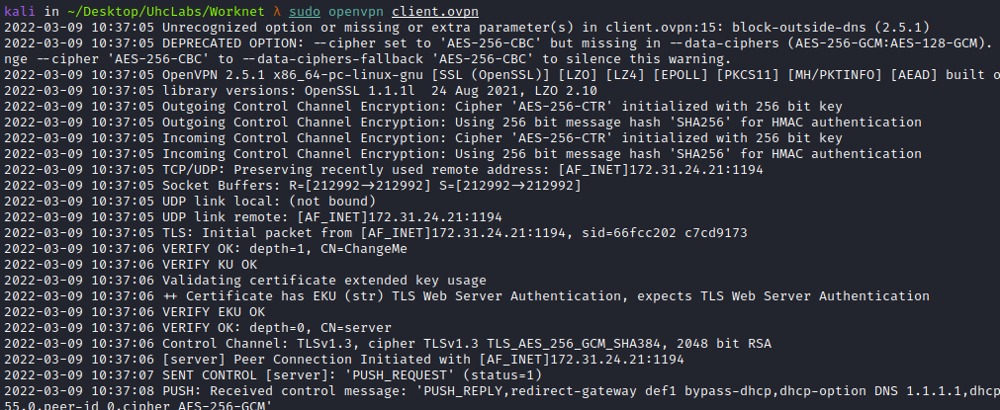 kali in ~/Desktop/UhcLabs/Worknet λ sudo openvpn client.ovpn
2022-03-09 10:37:05 Unrecognized option or missing or extra parameter(s) in client.ovpn:15: block-outside-dns (2.5.1)
2022-03-09 10:37:05 DEPRECATED OPTION: --cipher set to 'AES-256-CBC' but missing in --data-ciphers (AES-256-GCM:AES-128-GCM).
nge --cipher 'AES-256-CBC' to --data-ciphers-fallback 'AES-256-CBC' to silence this warning.
2022-03-09 10:37:05 OpenVPN 2.5.1 x86_64-pc-linux-gnu [SSL (OpenSSL)] [LZO] [LZ4] [EPOLL] [PKCS11] [MH/PKTINFO] [AEAD] built o
2022-03-09 10:37:05 library versions: OpenSSL 1.1.1l  24 Aug 2021, LZO 2.10
2022-03-09 10:37:05 Outgoing Control Channel Encryption: Cipher 'AES-256-CTR' initialized with 256 bit key
2022-03-09 10:37:05 Outgoing Control Channel Encryption: Using 256 bit message hash 'SHA256' for HMAC authentication
2022-03-09 10:37:05 Incoming Control Channel Encryption: Cipher 'AES-256-CTR' initialized with 256 bit key
2022-03-09 10:37:05 Incoming Control Channel Encryption: Using 256 bit message hash 'SHA256' for HMAC authentication
2022-03-09 10:37:05 TCP/UDP: Preserving recently used remote address: [AF_INET]172.31.24.21:1194
2022-03-09 10:37:05 Socket Buffers: R=[212992->212992] S=[212992->212992]
2022-03-09 10:37:05 UDP link local: (not bound)
2022-03-09 10:37:05 UDP link remote: [AF_INET]172.31.24.21:1194
2022-03-09 10:37:05 TLS: Initial packet from [AF_INET]172.31.24.21:1194, sid=66fcc202 c7cd9173
2022-03-09 10:37:06 VERIFY OK: depth=1, CN=ChangeMe
2022-03-09 10:37:06 VERIFY KU OK
2022-03-09 10:37:06 Validating certificate extended key usage
2022-03-09 10:37:06 ++ Certificate has EKU (str) TLS Web Server Authentication, expects TLS Web Server Authentication
2022-03-09 10:37:06 VERIFY EKU OK
2022-03-09 10:37:06 VERIFY OK: depth=0, CN=server
2022-03-09 10:37:06 Control Channel: TLSv1.3, cipher TLSv1.3 TLS_AES_256_GCM_SHA384, 2048 bit RSA
2022-03-09 10:37:06 [server] Peer Connection Initiated with [AF_INET]172.31.24.21:1194
2022-03-09 10:37:07 SENT CONTROL [server]: 'PUSH_REQUEST' (status=1)
2022-03-09 10:37:08 PUSH: Received control message: 'PUSH_REPLY,redirect-gateway def1 bypass-dhcp,dhcp-option DNS 1.1.1.1,dhcp
55.0,peer-id 0,cipher AES-256-GCM'